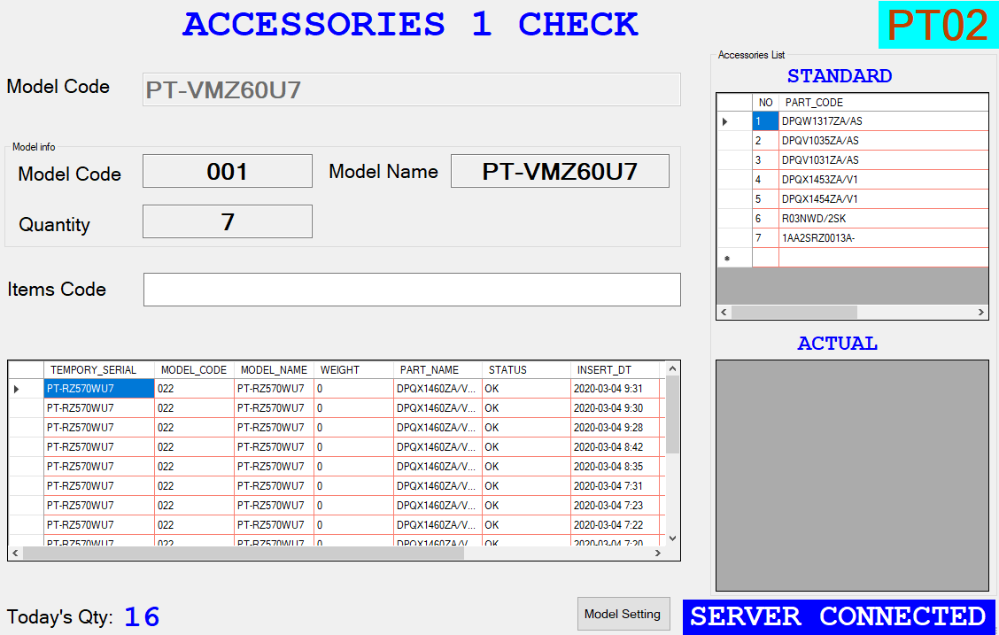 ACCESSORIES 1 CHECK
PT02
Model Code
PT-VMZ60U7
Model info
Model Code
001
Model Name
PT-VMZ60U7
Quantity
7
Items Code
Accessories List
STANDARD
NO PART_CODE
1 DPQW1317ZA/AS
2 DPQV1035ZA/AS
3 DPQV1031ZA/AS
4 DPQX1453ZA/V1
5 DPQX1454ZA/V1
6 R03NWD/2SK
7 1AA2SRZ0013A-
ACTUAL
TEMPORY_SERIAL MODEL_CODE MODEL_NAME WEIGHT PART_NAME STATUS INSERT_DT
PT-RZ570WU7 022 PT-RZ570WU7 0 DPQX1460ZA/V... OK 2020-03-04 9:31
PT-RZ570WU7 022 PT-RZ570WU7 0 DPQX1460ZA/V... OK 2020-03-04 9:30
PT-RZ570WU7 022 PT-RZ570WU7 0 DPQX1460ZA/V... OK 2020-03-04 9:28
PT-RZ570WU7 022 PT-RZ570WU7 0 DPQX1460ZA/V... OK 2020-03-04 8:42
PT-RZ570WU7 022 PT-RZ570WU7 0 DPQX1460ZA/V... OK 2020-03-04 8:35
PT-RZ570WU7 022 PT-RZ570WU7 0 DPQX1460ZA/V... OK 2020-03-04 7:31
PT-RZ570WU7 022 PT-RZ570WU7 0 DPQX1460ZA/V... OK 2020-03-04 7:23
PT-RZ570WU7 022 PT-RZ570WU7 0 DPQX1460ZA/V... OK 2020-03-04 7:22
PT-RZ570WU7 022 PT-RZ570WU7 0 DPQX1460ZA/V... OK 2020-03-04 7:20
Today's Qty: 16
Model Setting
SERVER CONNECTED